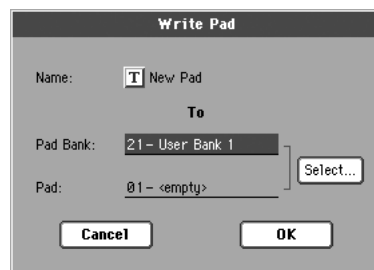 Write Pad
Name: T New Pad
To
Pad Bank: 21- User Bank 1
Select...
Pad: 01- <empty>
Cancel OK